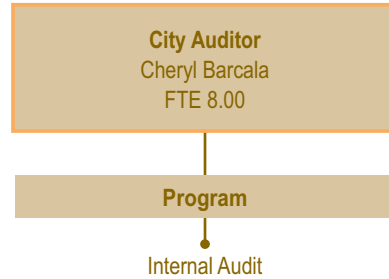 City Auditor
Cheryl Barcala
FTE 8.00
Program
Internal Audit